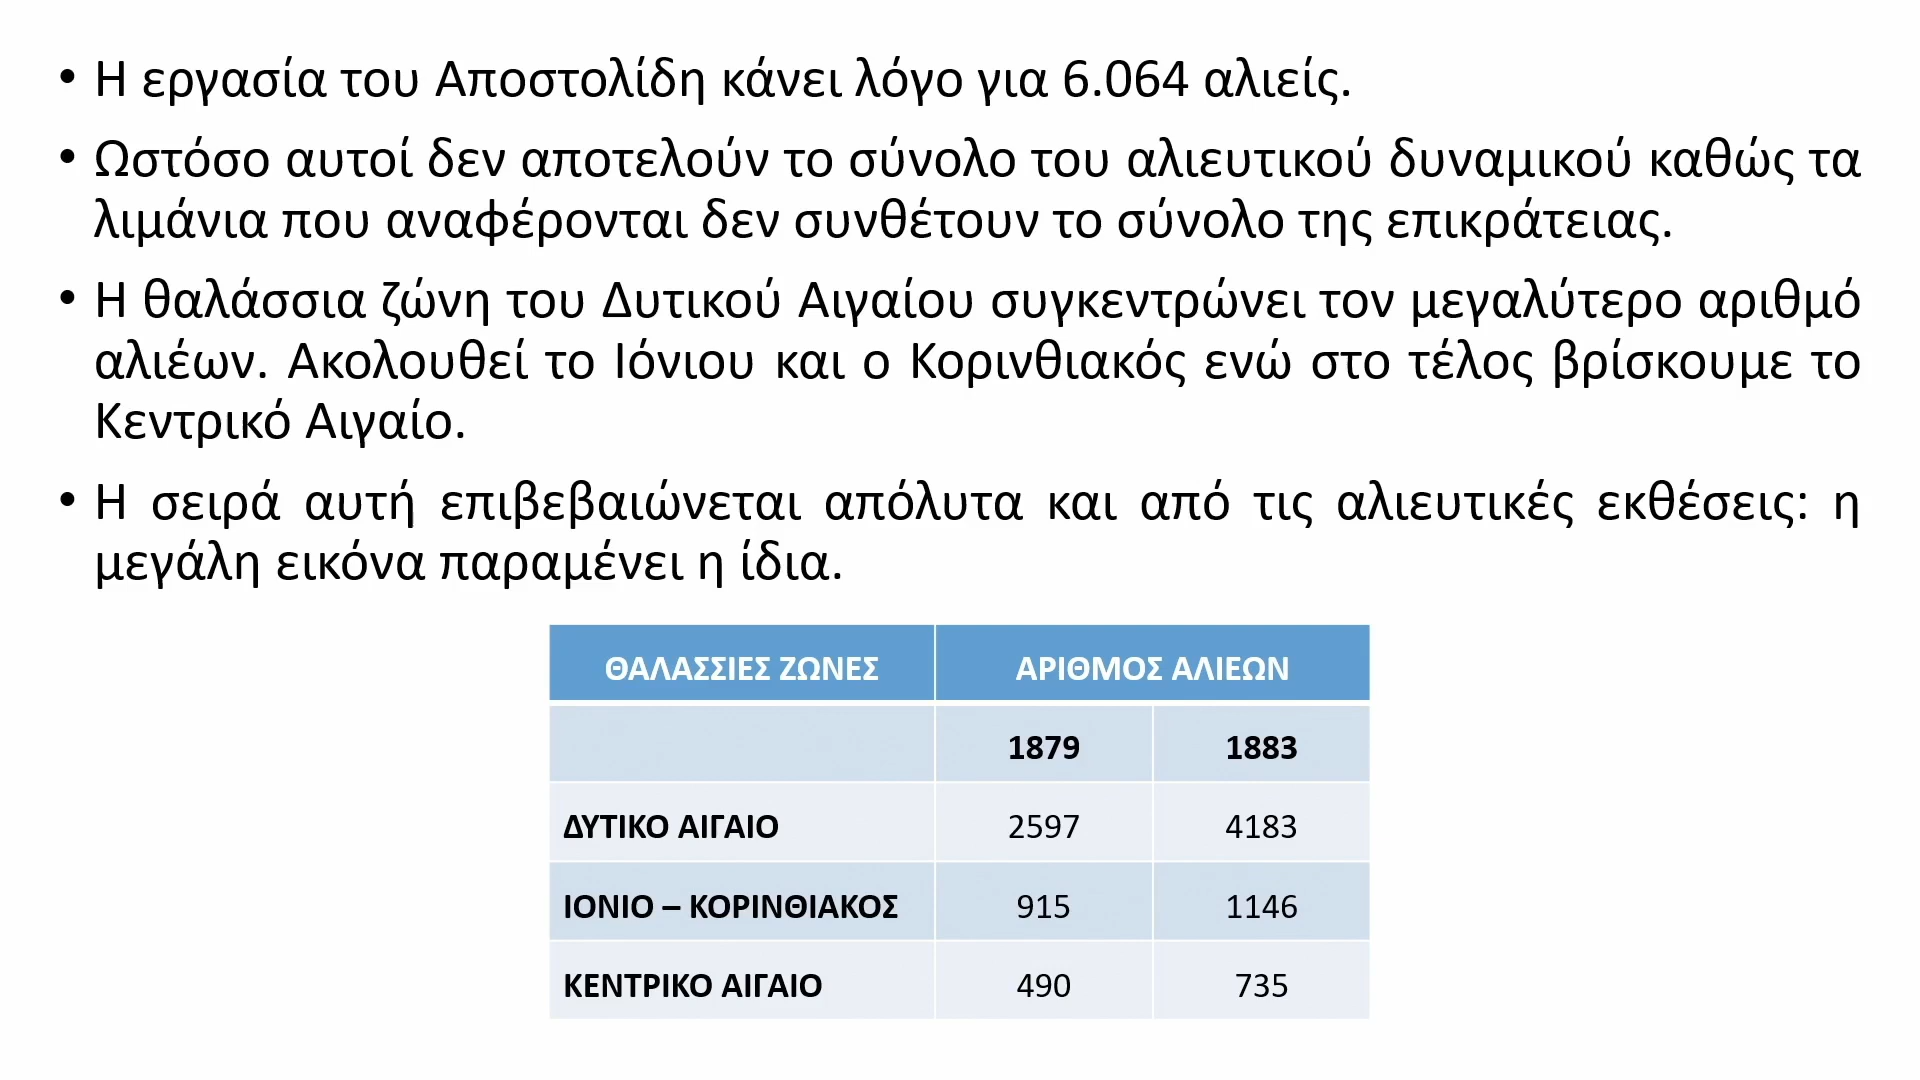 • Η εργασία του Αποστολίδη κάνει λόγο για 6.064 αλιείς.
• Ωστόσο αυτοί δεν αποτελούν το σύνολο του αλιευτικού δυναμικού καθώς τα
λιμάνια που αναφέρονται δεν συνθέτουν το σύνολο της επικράτειας.
• Η θαλάσσια ζώνη του Δυτικού Αιγαίου συγκεντρώνει τον μεγαλύτερο αριθμό
αλιέων. Ακολουθεί το Ιόνιου και ο Κορινθιακός ενώ στο τέλος βρίσκουμε το
Κεντρικό Αιγαίο.
• Η σειρά αυτή επιβεβαιώνεται απόλυτα και από τις αλιευτικές εκθέσεις: η
μεγάλη εικόνα παραμένει η ίδια.
ΘΑΛΑΣΣΙΕΣ ΖΩΝΕΣ ΑΡΙΘΜΟΣ ΑΛΙΕΩΝ
1879 1883
ΔΥΤΙΚΟ ΑΙΓΑΙΟ 2597 4183
ΙΟΝΙΟ – ΚΟΡΙΝΘΙΑΚΟΣ 915 1146
ΚΕΝΤΡΙΚΟ ΑΙΓΑΙΟ 490 735